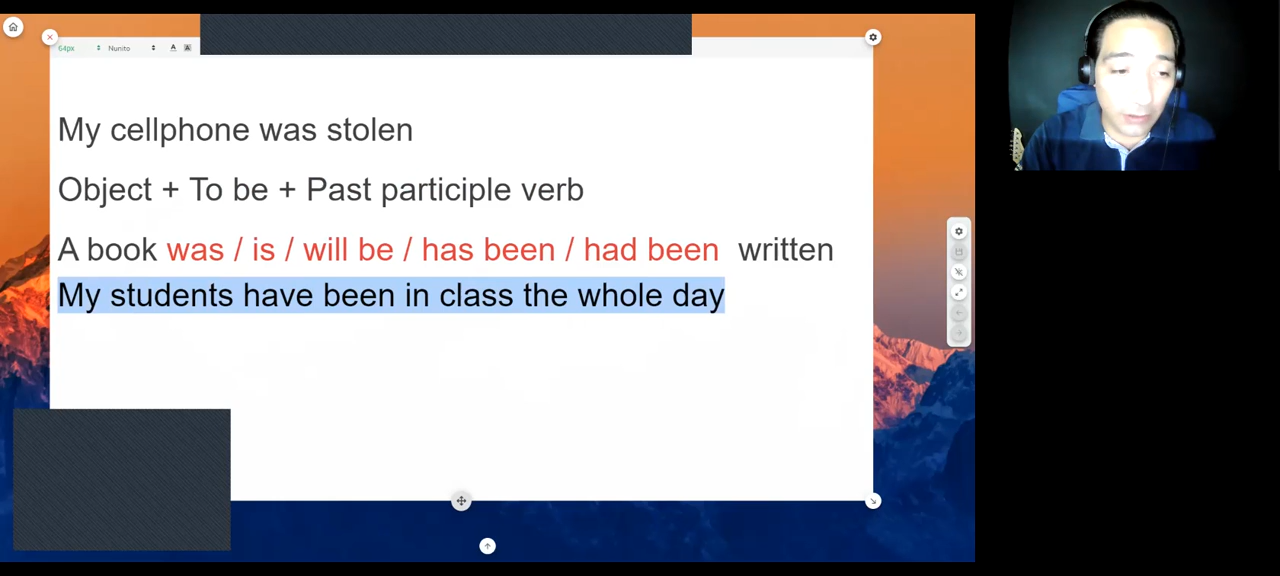 64px Nunito A A
My cellphone was stolen
Object + To be + Past participle verb
A book was / is / will be / has been / had been written
My students have been in class the whole day